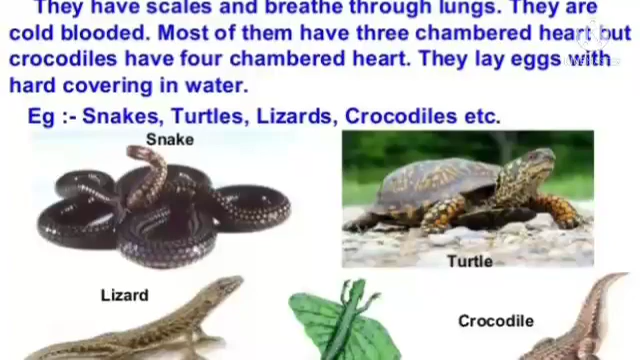 They have scales and breathe through lungs. They are
cold blooded. Most of them have three chambered heart but
crocodiles have four chambered heart. They lay eggs with
hard covering in water.
Eg :- Snakes, Turtles, Lizards, Crocodiles etc.
Snake
Turtle
Lizard
Crocodile